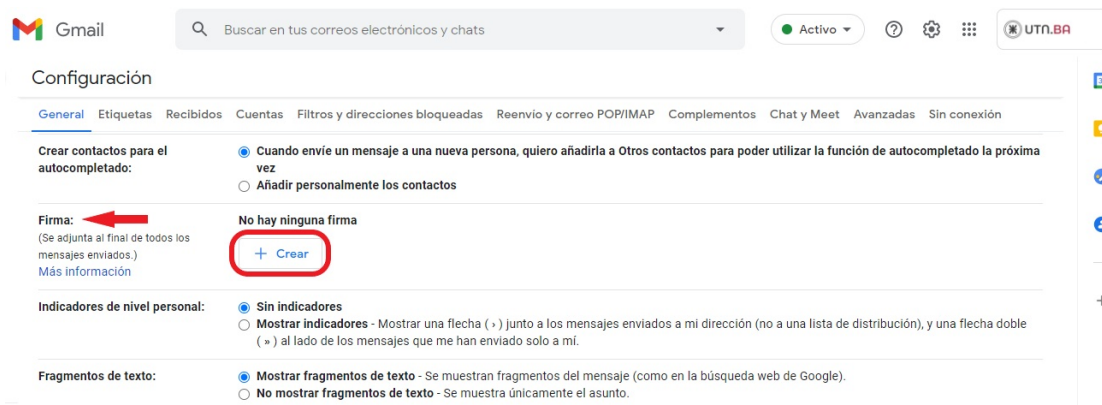 Gmail
Buscar en tus correos electrónicos y chats
Activo
UTN.BA
Configuración
General Etiquetas Recibidos Cuentas Filtros y direcciones bloqueadas Reenvío y correo POP/IMAP Complementos Chat y Meet Avanzadas Sin conexión
Crear contactos para el
autocompletado:
Cuando envíe un mensaje a una nueva persona, quiero añadirla a Otros contactos para poder utilizar la función de autocompletado la próxima
vez
Añadir personalmente los contactos
Firma:
(Se adjunta al final de todos los
mensajes enviados.)
Más información
No hay ninguna firma
+ Crear
Indicadores de nivel personal:
Sin indicadores
Mostrar indicadores - Mostrar una flecha ( › ) junto a los mensajes enviados a mi dirección (no a una lista de distribución), y una flecha doble
( » ) al lado de los mensajes que me han enviado solo a mí.
Fragmentos de texto:
Mostrar fragmentos de texto - Se muestran fragmentos del mensaje (como en la búsqueda web de Google).
No mostrar fragmentos de texto - Se muestra únicamente el asunto.